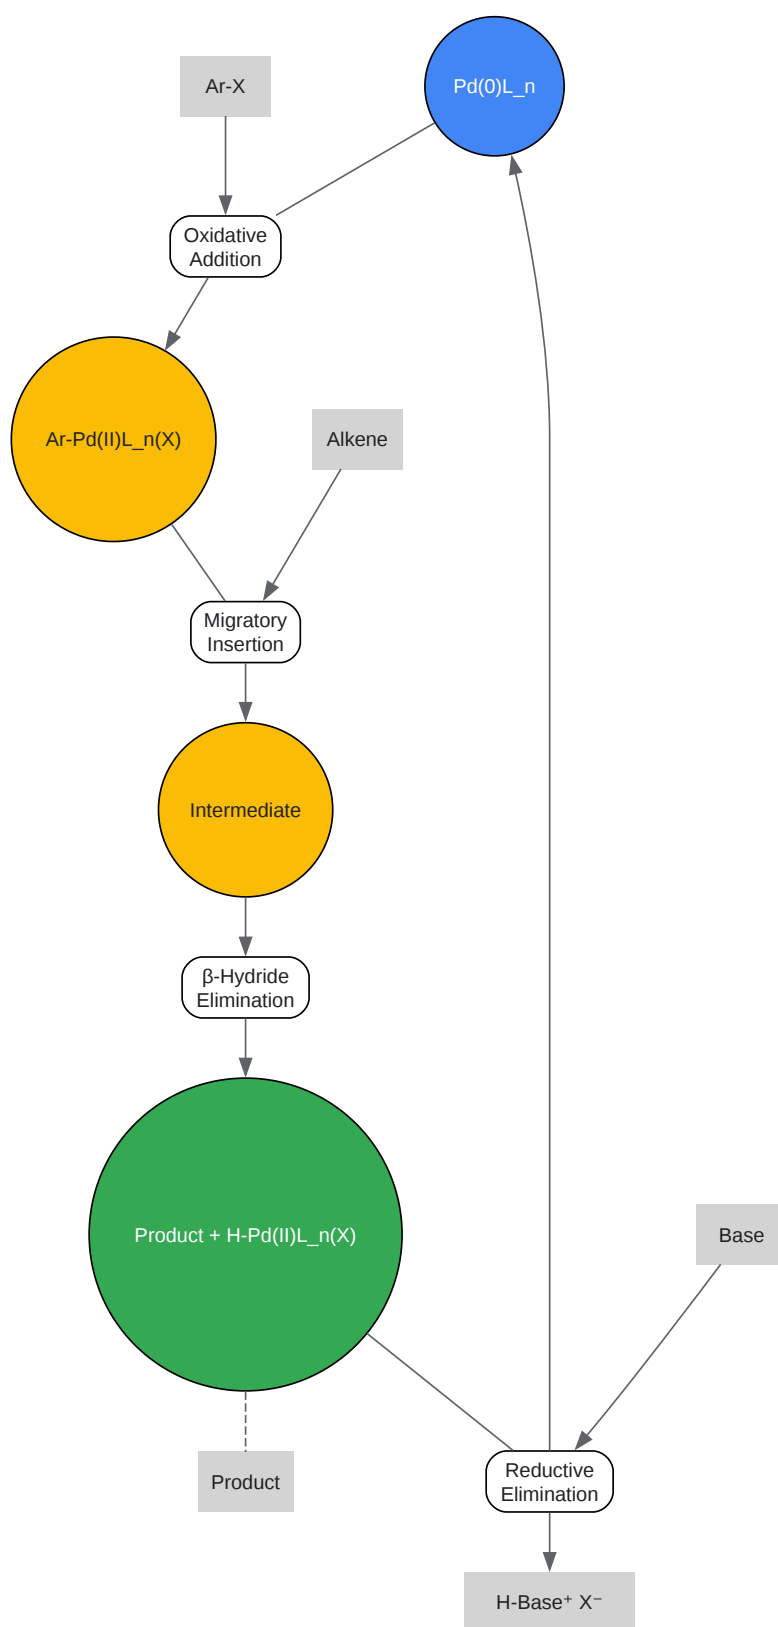 Ar-X
Pd(0)L_n
Oxidative
Addition
Ar-Pd(II)L_n(X)
Alkene
Migratory
Insertion
Intermediate
β-Hydride
Elimination
Product + H-Pd(II)L_n(X)
Base
Product
Reductive
Elimination
H-Base⁺ X⁻